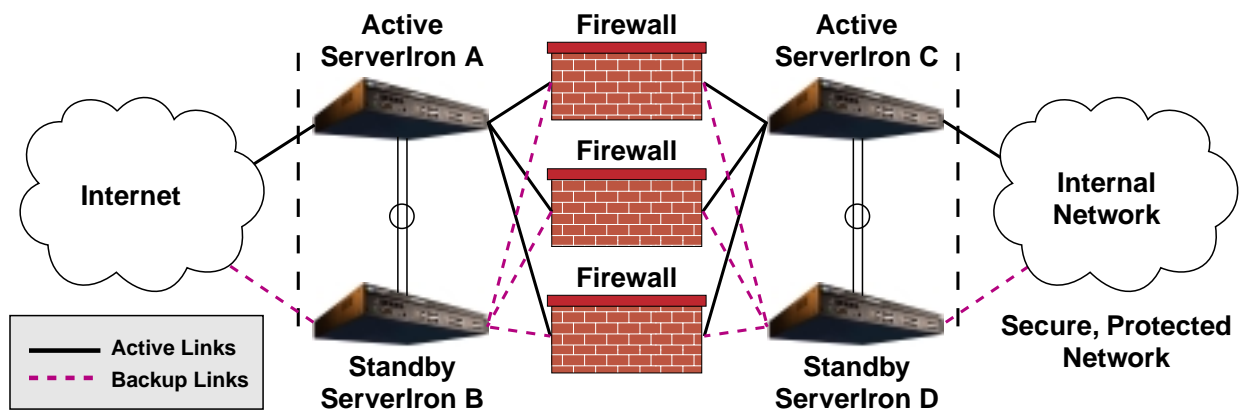 Active
ServerIron A
Firewall
Active
ServerIron C
Internet
Firewall
Internal
Network
Firewall
Active Links
Backup Links
Standby
ServerIron B
Standby
ServerIron D
Secure, Protected
Network